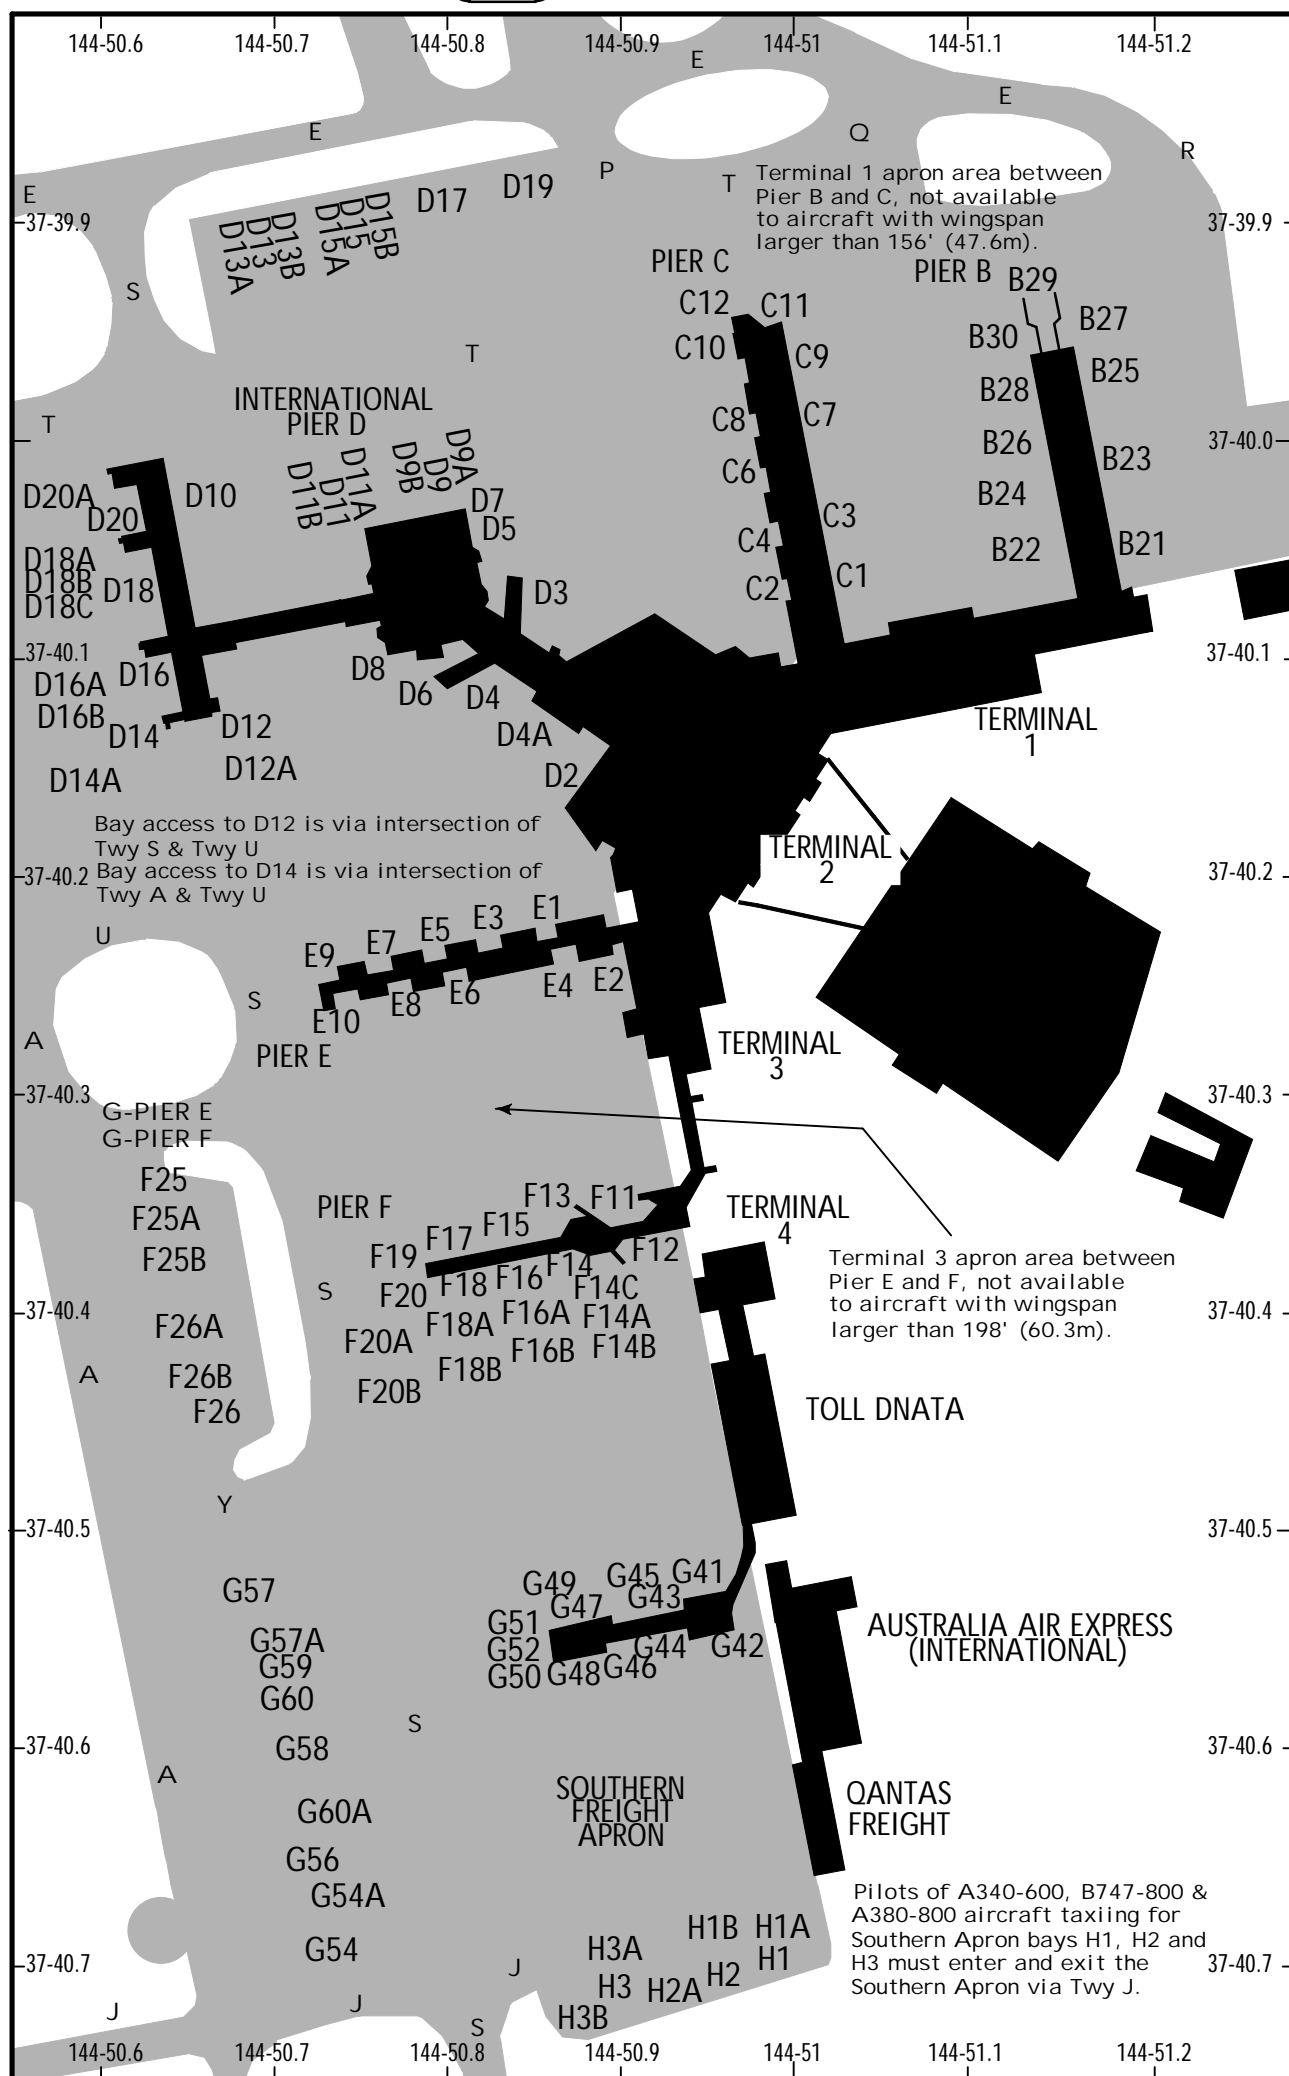 144-50.6
144-50.7
144-50.8
144-50.9
144-51
144-51.1
144-51.2
E
E
E
E
Q
R
P
T
Terminal 1 apron area between
Pier B and C, not available
to aircraft with wingspan
larger than 156' (47.6m).
37-39.9
37-39.9
D13A
D13
D13B
D15A
D15
D15B
D17
D19
S
T
T
PIER C
PIER B
C12
C11
C10
C9
C8
C7
C6
C4
C3
C2
C1
B29
B27
B30
B25
B28
B26
B23
B24
B22
B21
37-40.0
INTERNATIONAL
PIER D
D11B
D11
D11A
D9B
D9
D9A
D7
D5
D3
D20A
D10
D20
D18A
D18B
D18
D18C
37-40.1
37-40.1
D16
D16A
D16B
D14
D12
D14A
D12A
D8
D6
D4
D4A
D2
TERMINAL
1
Bay access to D12 is via intersection of
Twy S & Twy U
Bay access to D14 is via intersection of
Twy A & Twy U
TERMINAL
2
37-40.2
37-40.2
U
S
A
E9
E7
E5
E3
E1
E10
E8
E6
E4
E2
PIER E
TERMINAL
3
37-40.3
37-40.3
G-PIER E
G-PIER F
F25
F25A
F25B
F26A
F26B
F26
A
PIER F
S
F19
F17
F15
F13
F11
F20
F18
F16
F14
F12
F14C
F20A
F18A
F16A
F14A
F20B
F18B
F16B
F14B
TERMINAL
4
Terminal 3 apron area between
Pier E and F, not available
to aircraft with wingspan
larger than 198' (60.3m).
37-40.4
37-40.4
TOLL DNATA
Y
37-40.5
37-40.5
G57
G57A
G59
G60
G58
G60A
G56
G54A
G54
G49
G45
G41
G47
G43
G51
G52
G50
G48
G46
G44
G42
AUSTRALIA AIR EXPRESS
(INTERNATIONAL)
S
A
37-40.6
37-40.6
SOUTHERN
FREIGHT
APRON
QANTAS
FREIGHT
Pilots of A340-600, B747-800 &
A380-800 aircraft taxiing for
Southern Apron bays H1, H2 and
H3 must enter and exit the
Southern Apron via Twy J.
37-40.7
37-40.7
H1B
H1A
H3A
H1
H2
H3
H2A
H3B
J
J
J
S
144-50.6
144-50.7
144-50.8
144-50.9
144-51
144-51.1
144-51.2